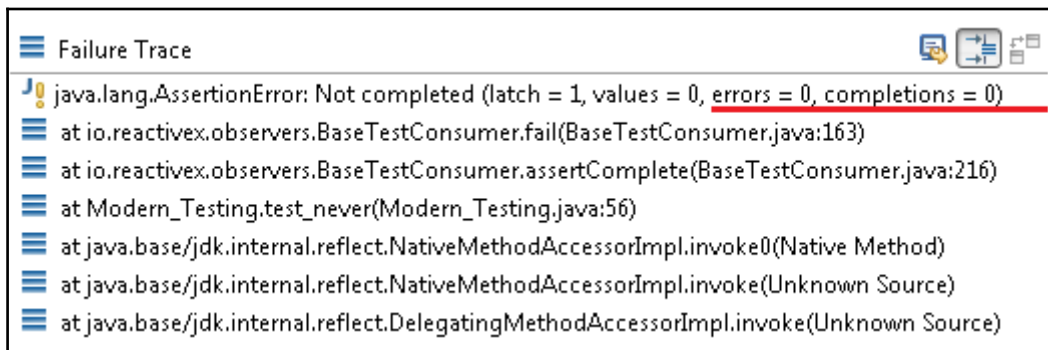 Failure Trace
java.lang.AssertionError: Not completed (latch = 1, values = 0, errors = 0, completions = 0)
at io.reactivex.observers.BaseTestConsumer.fail(BaseTestConsumer.java:163)
at io.reactivex.observers.BaseTestConsumer.assertComplete(BaseTestConsumer.java:216)
at Modern_Testing.test_never(Modern_Testing.java:56)
at java.base/jdk.internal.reflect.NativeMethodAccessorImpl.invoke0(Native Method)
at java.base/jdk.internal.reflect.NativeMethodAccessorImpl.invoke(Unknown Source)
at java.base/jdk.internal.reflect.DelegatingMethodAccessorImpl.invoke(Unknown Source)